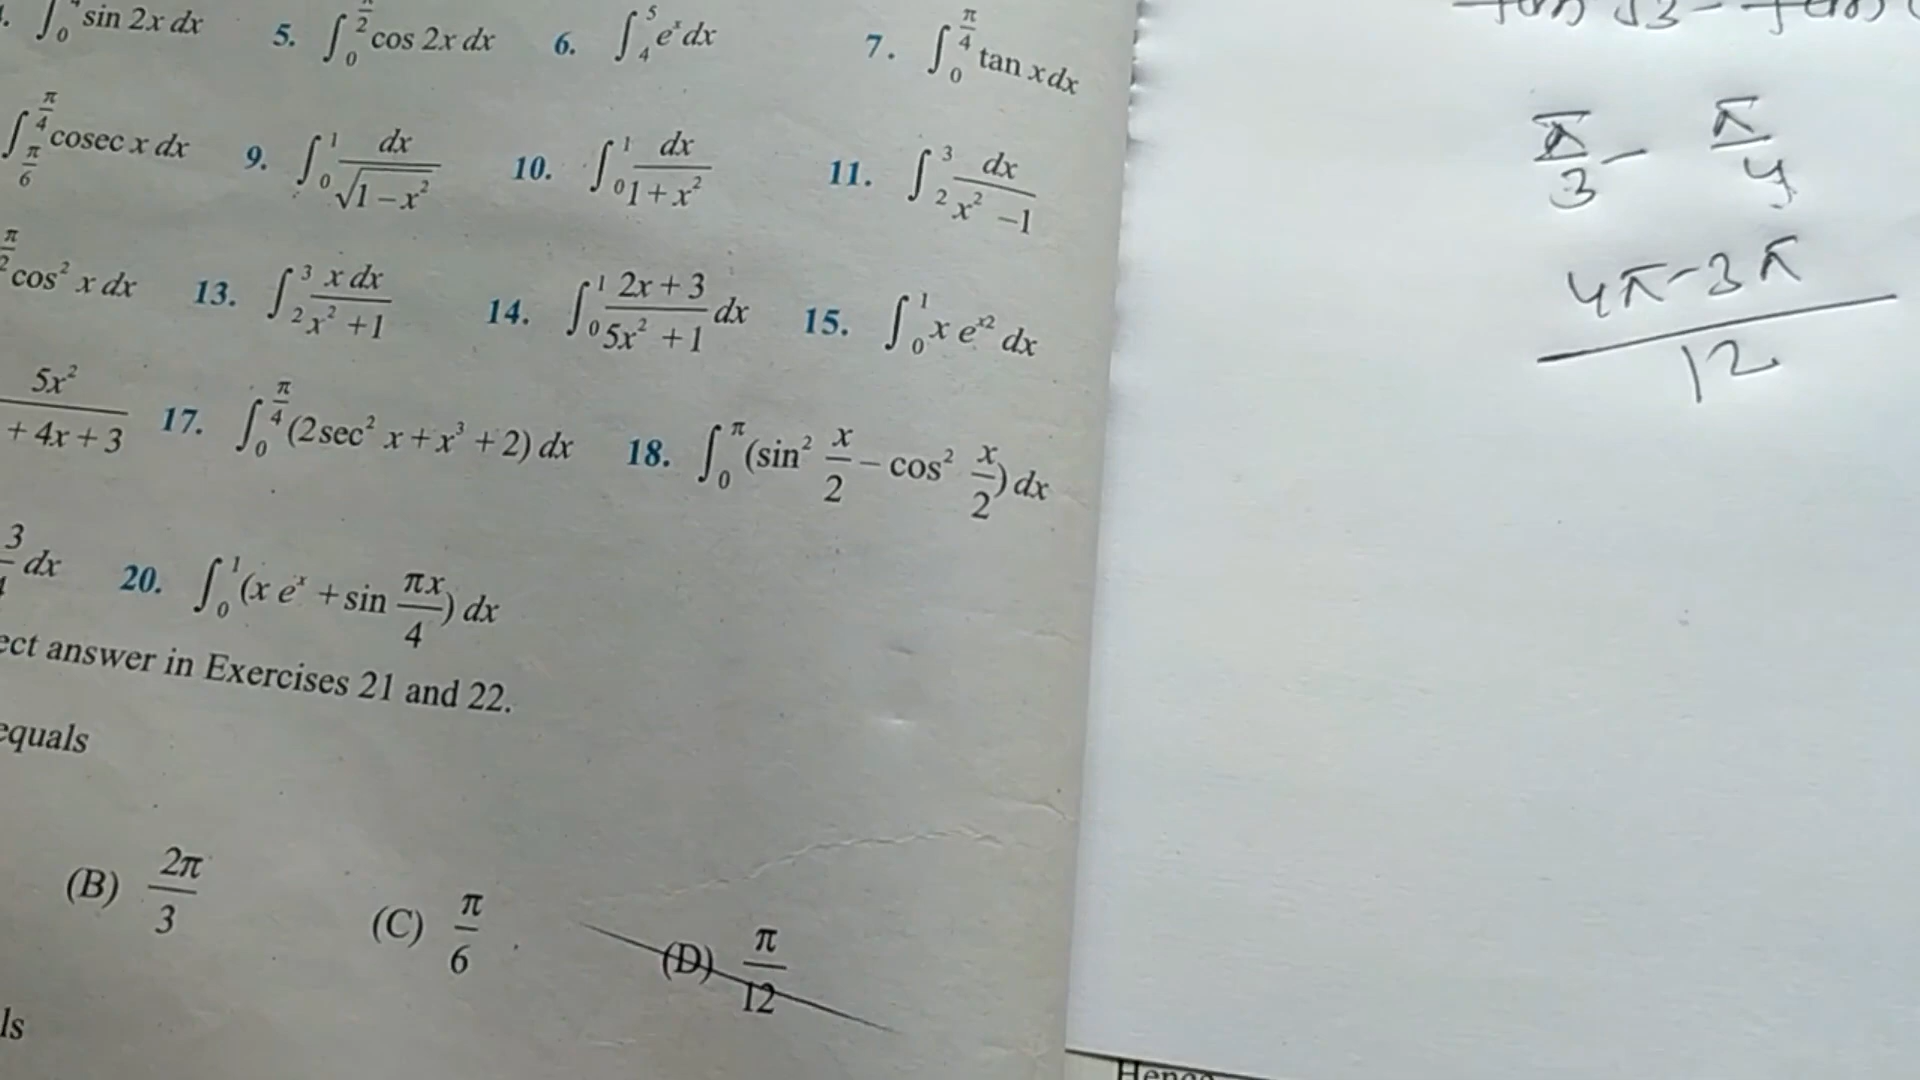 ∫₀ sin 2x dx
5. ∫₀^{π/2} cos 2x dx
6. ∫₄⁵ eˣ dx
7. ∫₀^{π/4} tan x dx
∫_{π/6}^{π/4} cosec x dx
9. ∫₀¹ dx/√(1 – x²)
10. ∫₀¹ dx/(1 + x²)
11. ∫₂³ dx/(x² – 1)
π/2 cos² x dx
13. ∫₂³ x dx/(x² + 1)
14. ∫₀¹ (2x + 3)/(5x² + 1) dx
15. ∫₀¹ x e^{x²} dx
5x²
+ 4x + 3
17. ∫₀^{π/4} (2sec² x + x³ + 2) dx
18. ∫₀^π (sin² x/2 – cos² x/2) dx
3 dx
20. ∫₀¹ (x eˣ + sin πx/4) dx
answer in Exercises 21 and 22.
equals
(B) 2π/3
(C) π/6
(D) π/12
ls
π/3 – π/4
4π – 3π
12